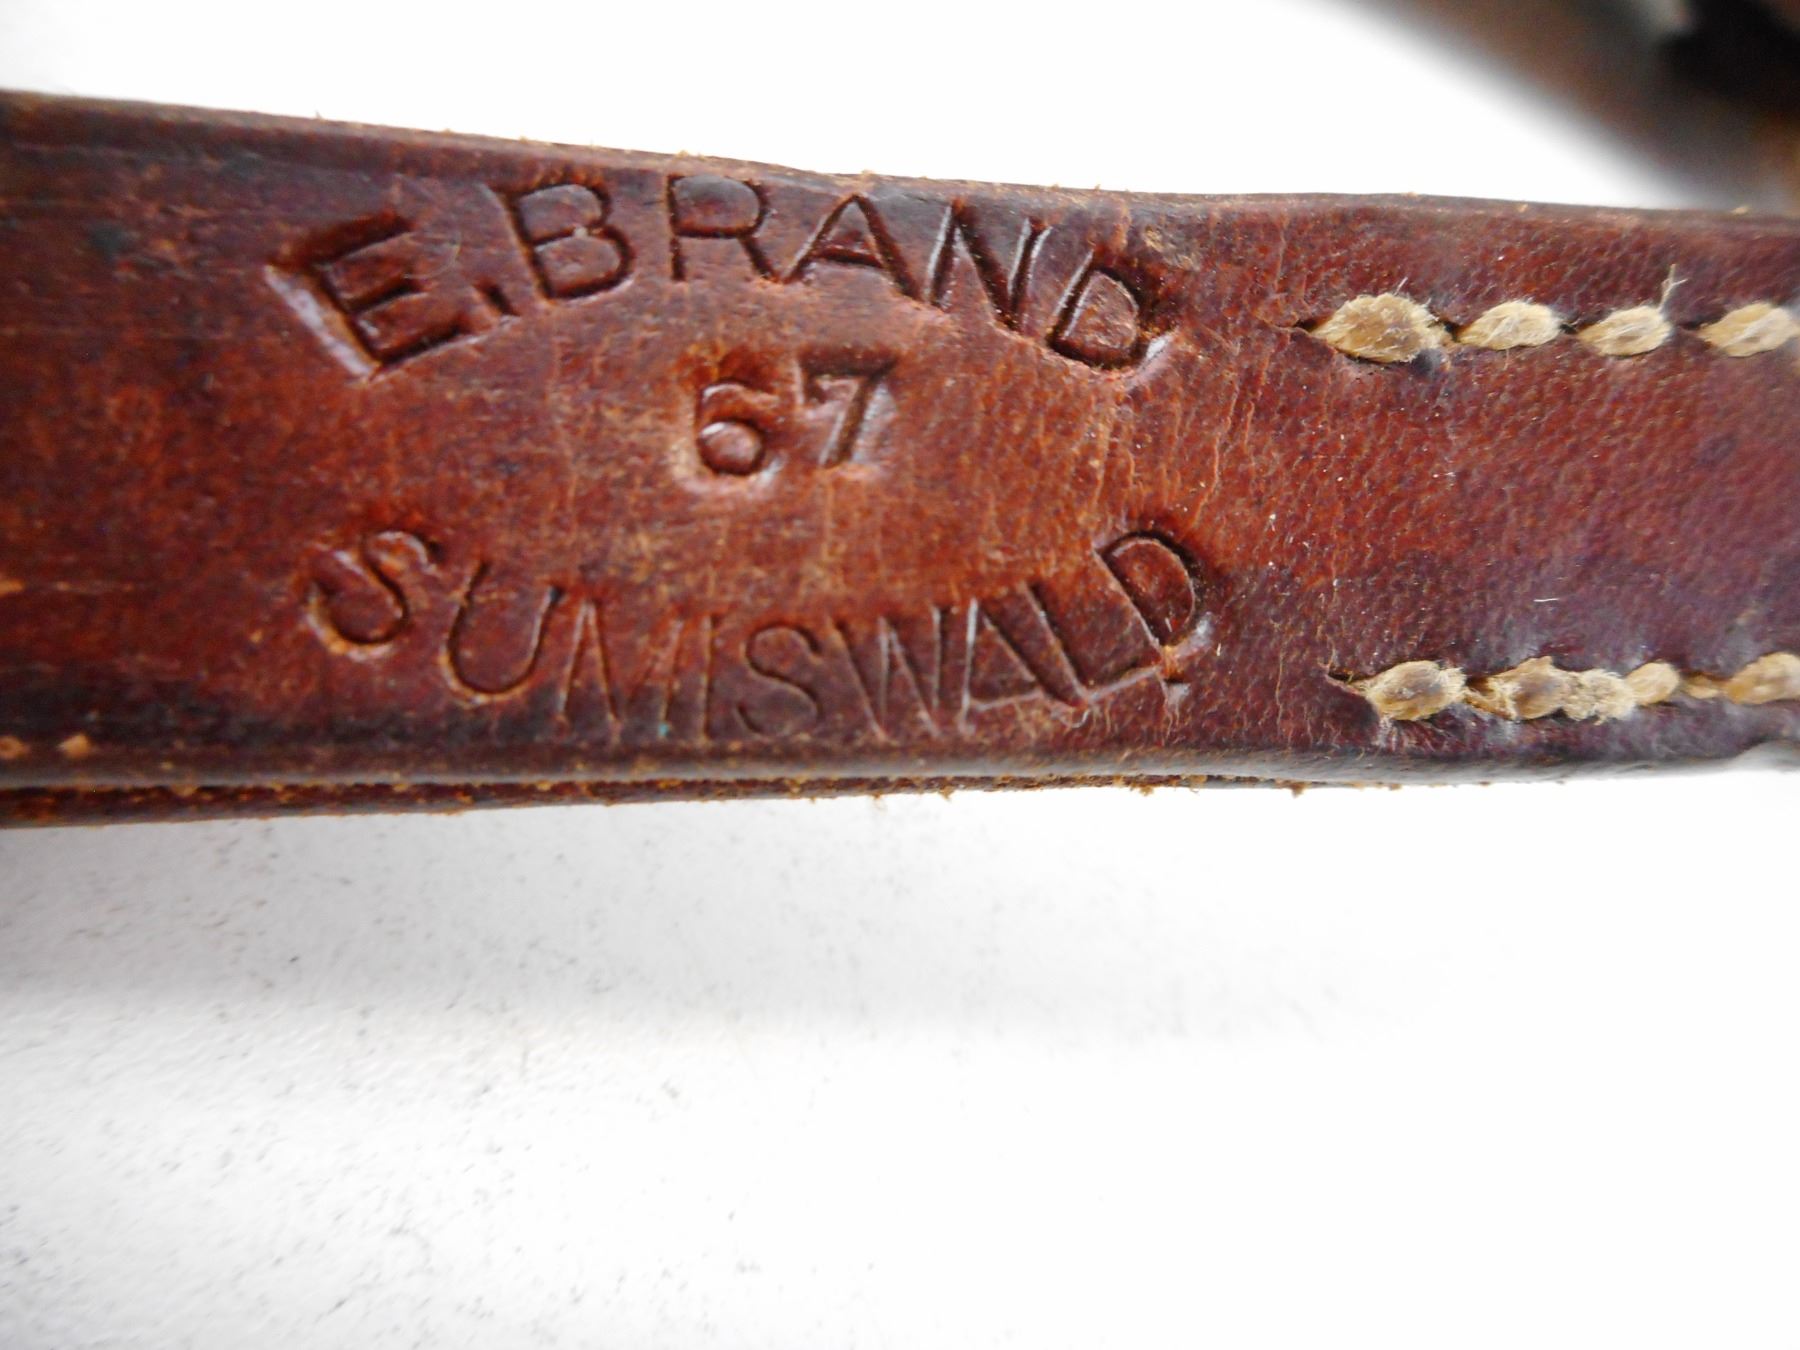 E. BRAND
67
SUMISWALD